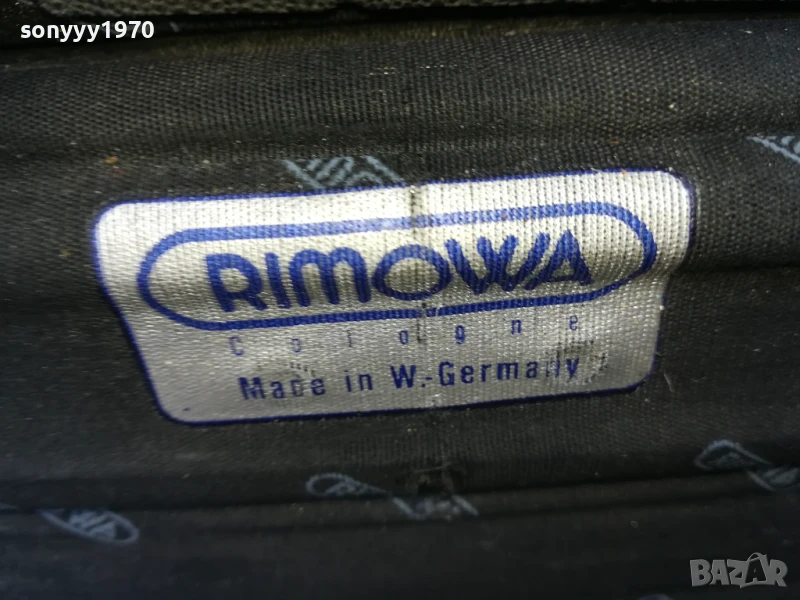 sonyyy1970
RIMOWA
Cologne
Made in W.-Germany
BAZAR